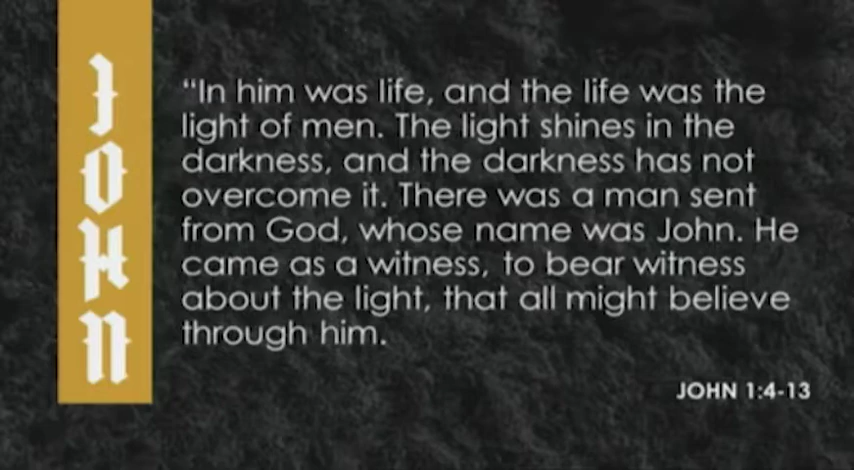 JOHN
“In him was life, and the life was the
light of men. The light shines in the
darkness, and the darkness has not
overcome it. There was a man sent
from God, whose name was John. He
came as a witness, to bear witness
about the light, that all might believe
through him.
JOHN 1:4-13